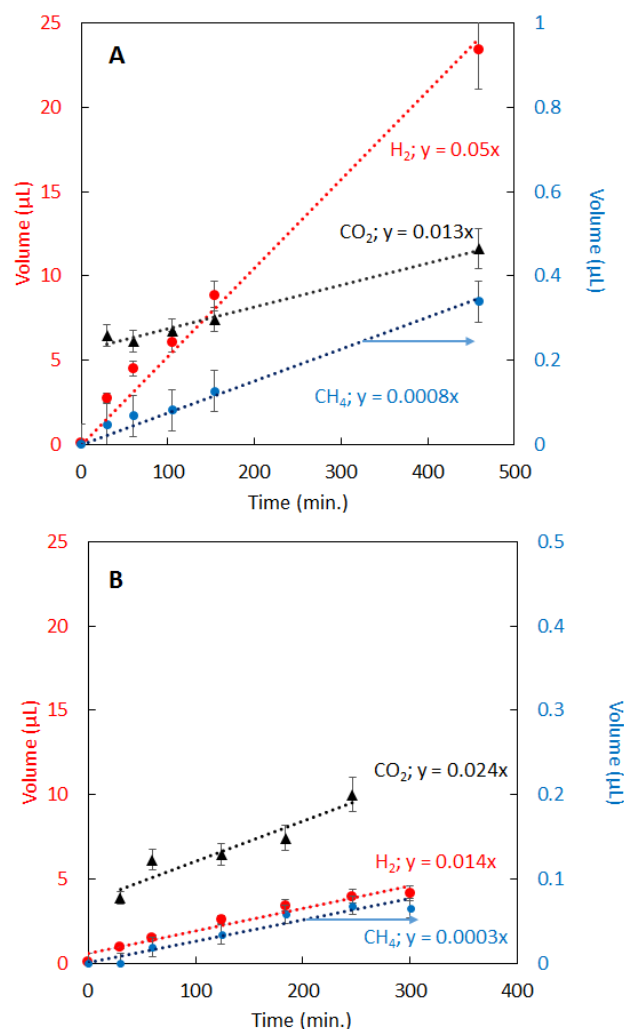 A
25
20
15
10
5
0
Volume (µL)
1
0.8
0.6
0.4
0.2
0
Volume (µL)
H2; y = 0.05x
CO2; y = 0.013x
CH4; y = 0.0008x
0 100 200 300 400 500
Time (min.)
B
25
20
15
10
5
0
Volume (µL)
0.5
0.4
0.3
0.2
0.1
0
Volume (µL)
CO2; y = 0.024x
H2; y = 0.014x
CH4; y = 0.0003x
0 100 200 300 400
Time (min.)